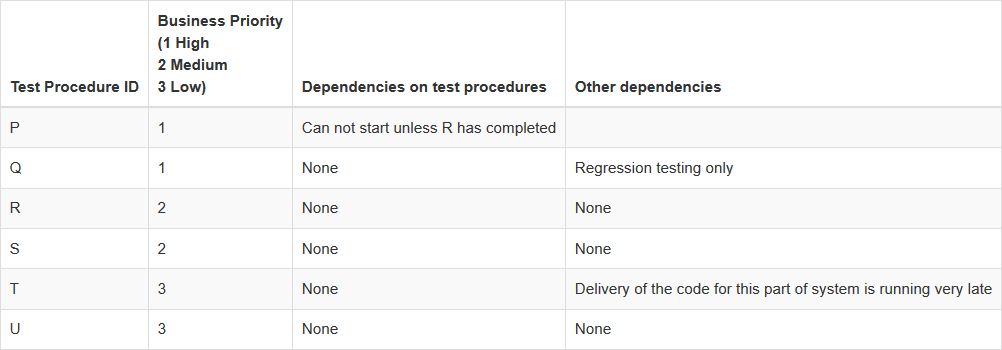 Business Priority
(1 High
2 Medium
Test Procedure ID 3 Low) Dependencies on test procedures Other dependencies
P 1 Can not start unless R has completed
Q 1 None Regression testing only
R 2 None None
S 2 None None
T 3 None Delivery of the code for this part of system is running very late
U 3 None None